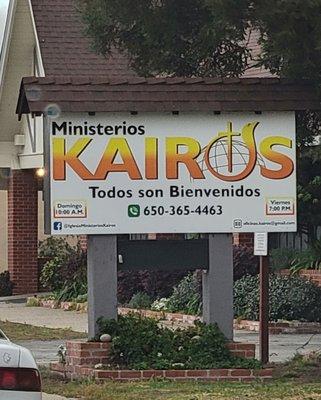 Ministerios
KAIROS
Todos son Bienvenidos
Domingo
10:00 A.M.
650-365-4463
Viernes
7:00 P.M.
@IglesiaMinisteriosKairos
oficinas.kairos@gmail.com